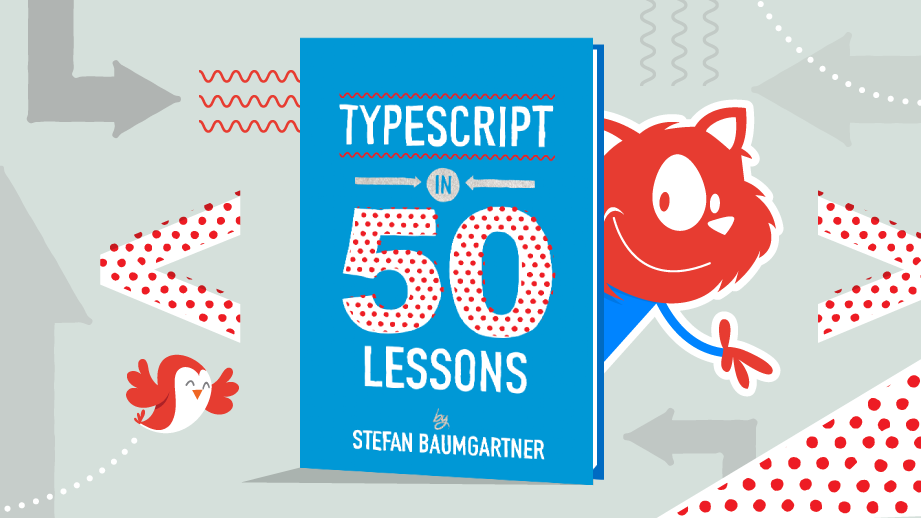 TYPESCRIPT
IN
50
LESSONS
by
STEFAN BAUMGARTNER